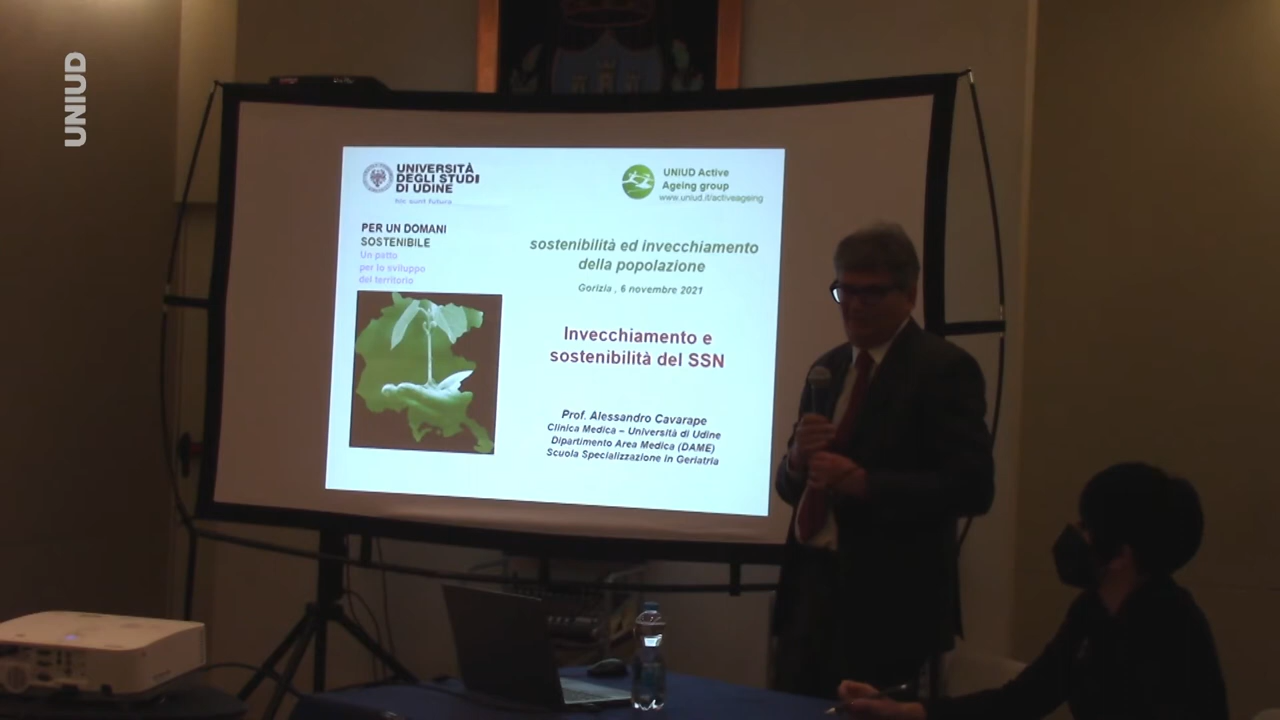 UNIUD
UNIVERSITÀ
DEGLI STUDI
DI UDINE
hic sunt futura
UNIUD Active
Ageing group
www.uniud.it/activeageing
PER UN DOMANI
SOSTENIBILE
Un patto
per lo sviluppo
del territorio
sostenibilità ed invecchiamento
della popolazione
Gorizia , 6 novembre 2021
Invecchiamento e
sostenibilità del SSN
Prof. Alessandro Cavarape
Clinica Medica – Università di Udine
Dipartimento Area Medica (DAME)
Scuola Specializzazione in Geriatria